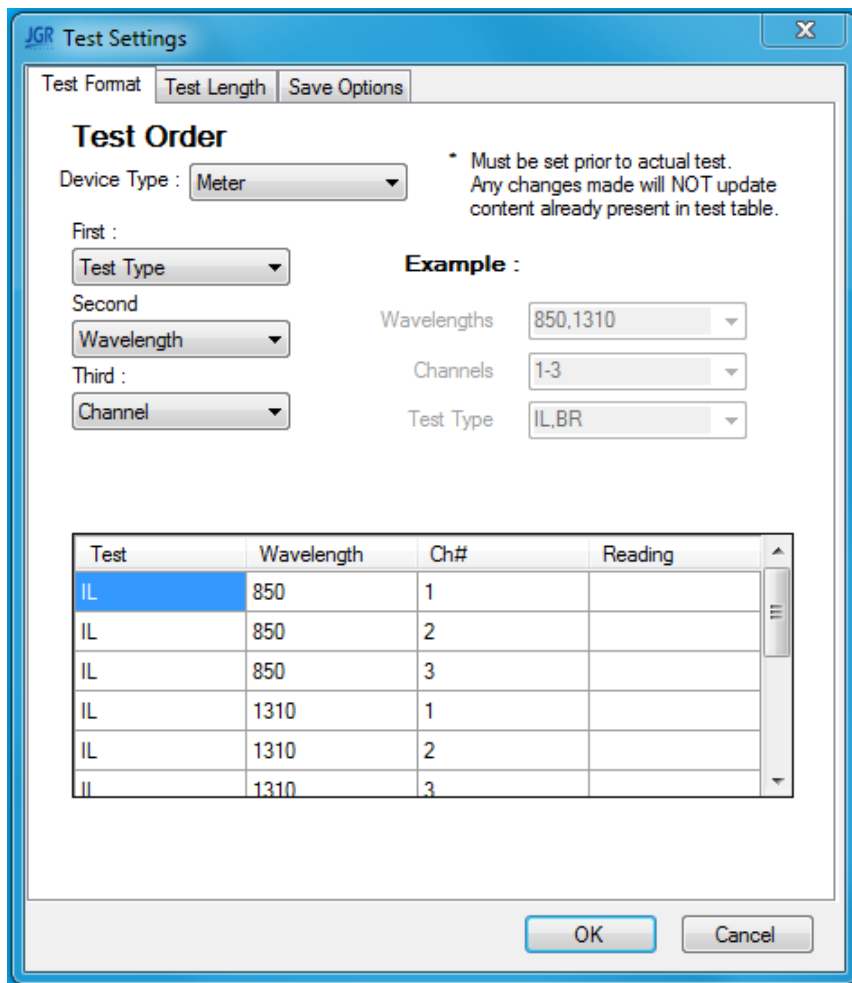 JGR Test Settings
Test Format Test Length Save Options
Test Order
Device Type : Meter
* Must be set prior to actual test.
Any changes made will NOT update
content already present in test table.
First :
Test Type
Second
Wavelength
Third :
Channel
Example :
Wavelengths 850,1310
Channels 1-3
Test Type IL,BR
Test Wavelength Ch# Reading
IL 850 1
IL 850 2
IL 850 3
IL 1310 1
IL 1310 2
IL 1310 3
OK Cancel